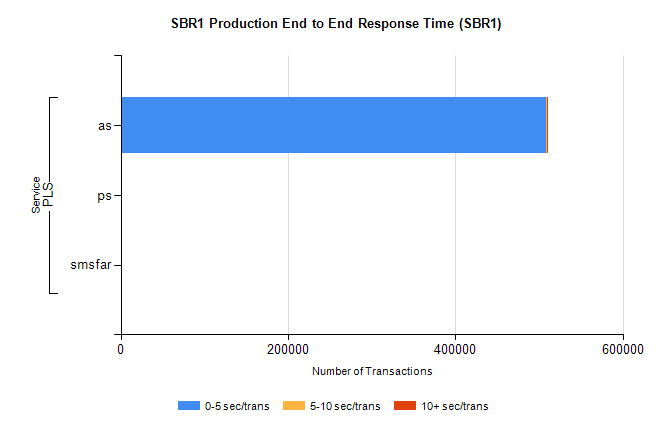 SBR1 Production End to End Response Time (SBR1)
Service
PLS
as
ps
smsfar
0
200000
400000
600000
Number of Transactions
0-5 sec/trans
5-10 sec/trans
10+ sec/trans